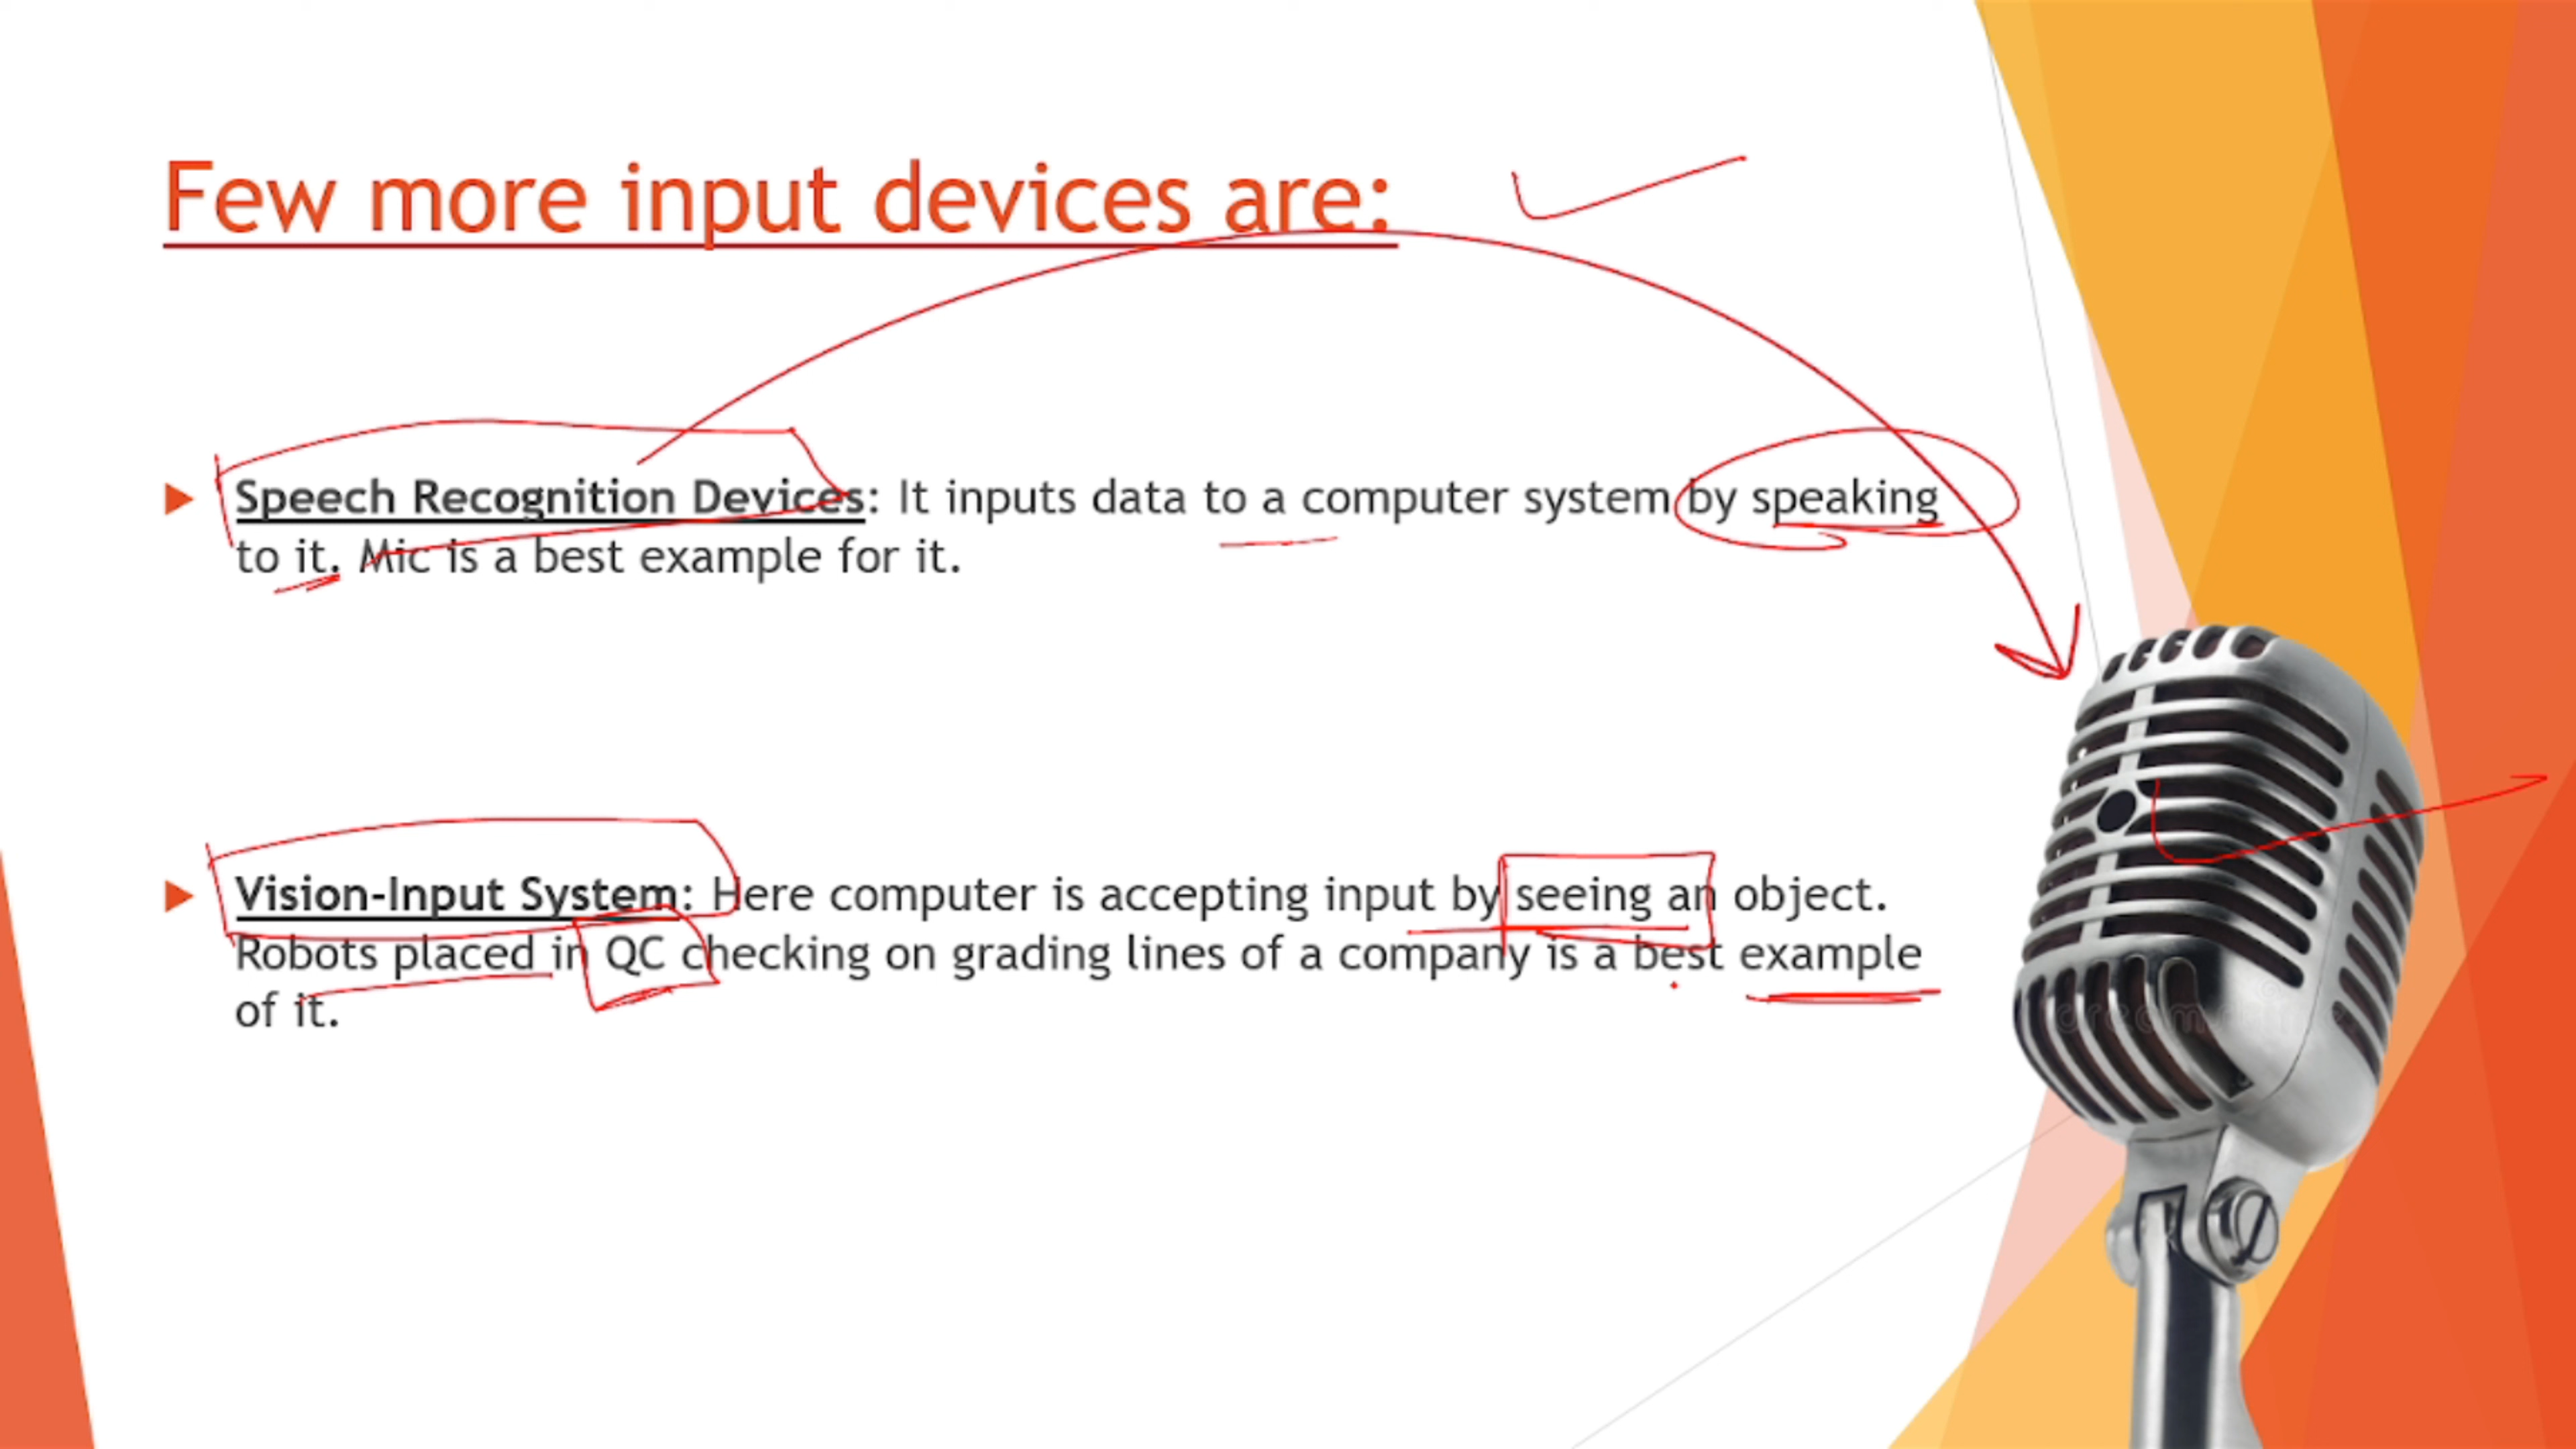 Few more input devices are:
Speech Recognition Devices: It inputs data to a computer system by speaking
to it. Mic is a best example for it.
Vision-Input System: Here computer is accepting input by seeing an object.
Robots placed in QC checking on grading lines of a company is a best example
of it.